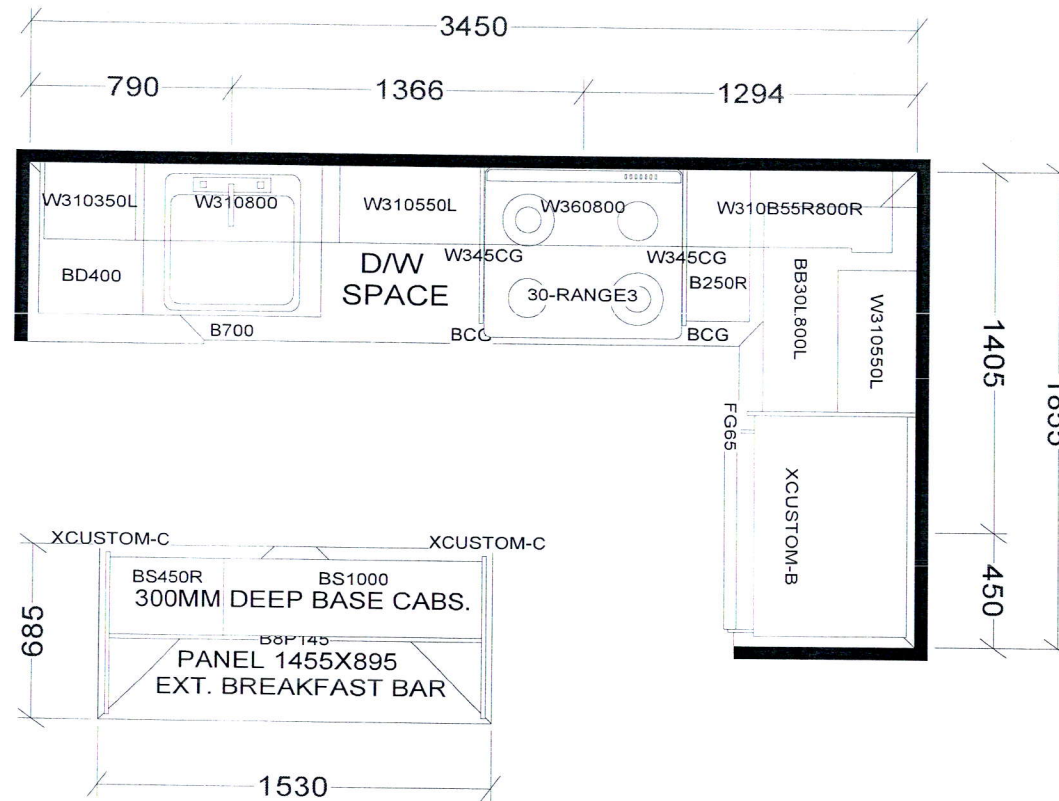 3450
790
1366
1294
W310350L
W310800
W310550L
W360800
W310B55R800R
BD400
D/W
SPACE
W345CG
W345CG
30-RANGE3
B250R
B700
BCG
BCG
BB30L800L
W310550L
1405
1855
FG65
XCUSTOM-B
450
XCUSTOM-C
XCUSTOM-C
BS450R
BS1000
300MM DEEP BASE CABS.
685
B8P145
PANEL 1455X895
EXT. BREAKFAST BAR
1530